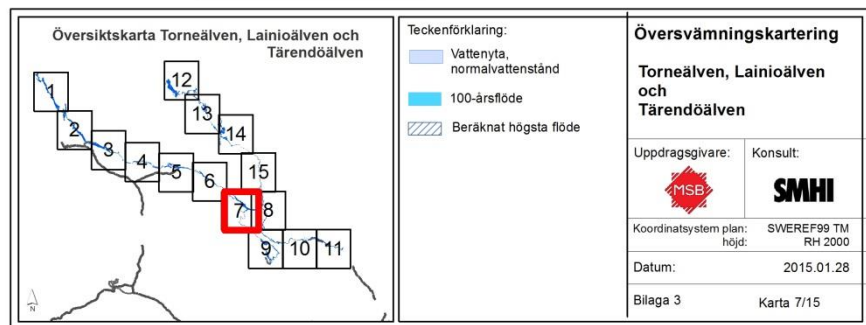 Översiktskarta Torneälven, Lainioälven och
Tärendöälven
1
2
3
4
5
6
7
8
9
10
11
12
13
14
15
N
Teckenförklaring:
Vattenyta,
normalvattenstånd
100-årsflöde
Beräknat högsta flöde
Översvämningskartering
Torneälven, Lainioälven
och
Tärendöälven
Uppdragsgivare:
MSB
Konsult:
SMHI
Koordinatsystem plan: SWEREF99 TM
höjd: RH 2000
Datum: 2015.01.28
Bilaga 3 Karta 7/15